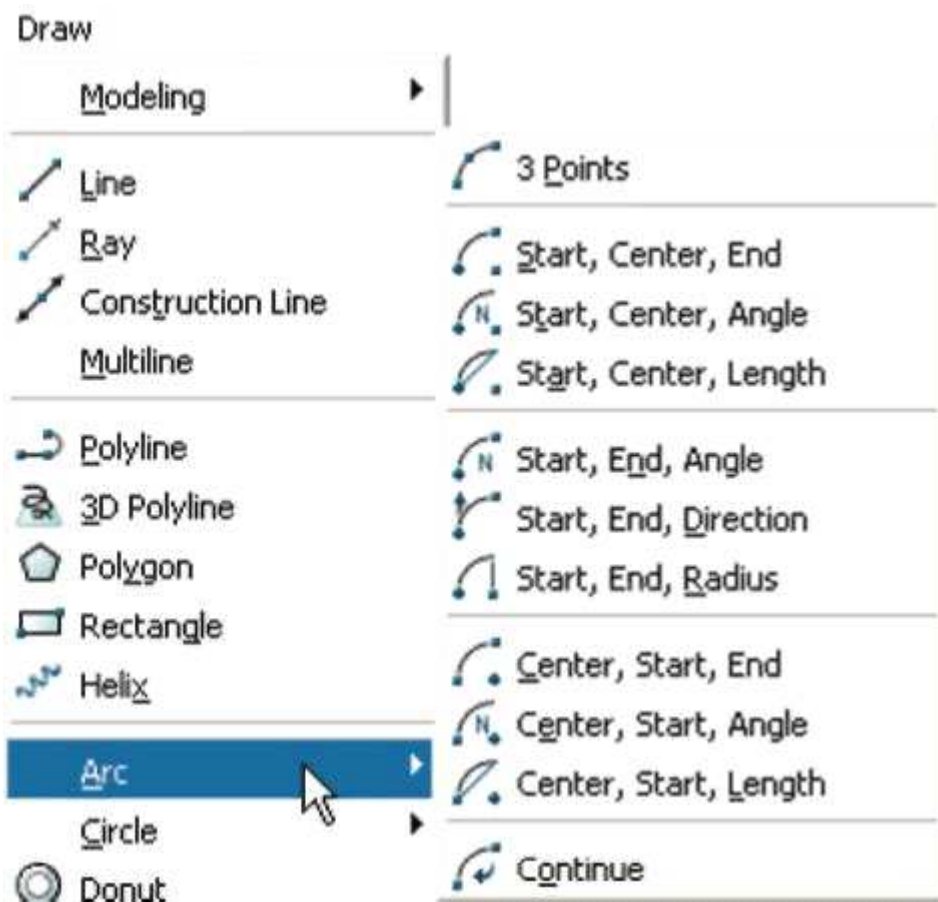 Draw
Modeling
Line
Ray
Construction Line
Multiline
Polyline
3D Polyline
Polygon
Rectangle
Helix
Arc
Circle
Donut
3 Points
Start, Center, End
Start, Center, Angle
Start, Center, Length
Start, End, Angle
Start, End, Direction
Start, End, Radius
Center, Start, End
Center, Start, Angle
Center, Start, Length
Continue